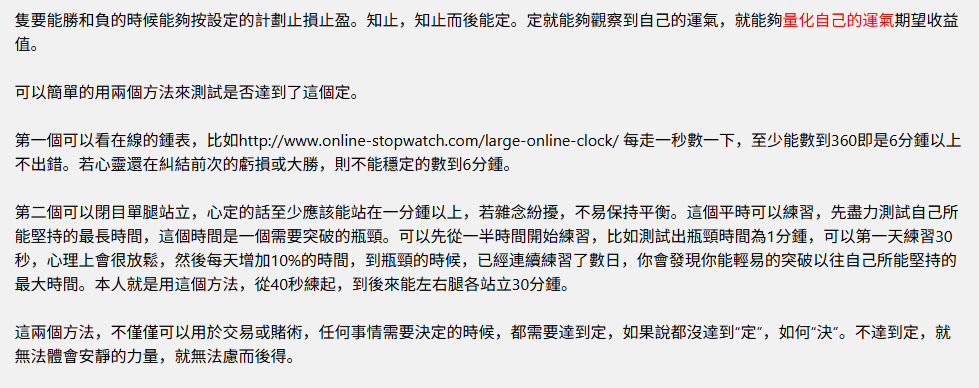 隻要能勝和負的時候能夠按設定的計劃止損止盈。知止，知止而後能定。定就能夠觀察到自己的運氣，就能夠量化自己的運氣期望收益
值。
可以簡單的用兩個方法來測試是否達到了這個定。
第一個可以看在線的鍾表，比如http://www.online-stopwatch.com/large-online-clock/ 每走一秒數一下，至少能數到360即是6分鍾以上
不出錯。若心靈還在糾結前次的虧損或大勝，則不能穩定的數到6分鍾。
第二個可以閉目單腿站立，心定的話至少應該能站在一分鍾以上，若雜念紛擾，不易保持平衡。這個平時可以練習，先盡力測試自己所
能堅持的最長時間，這個時間是一個需要突破的瓶頸。可以先從一半時間開始練習，比如測試出瓶頸時間為1分鍾，可以第一天練習30
秒，心理上會很放鬆，然後每天增加10%的時間，到瓶頸的時候，已經連續練習了數日，你會發現你能輕易的突破以往自己所能堅持的
最大時間。本人就是用這個方法，從40秒練起，到後來能左右腿各站立30分鍾。
這兩個方法，不僅僅可以用於交易或賭術，任何事情需要決定的時候，都需要達到定，如果說都沒達到“定”，如何“決”。不達到定，就
無法體會安靜的力量，就無法慮而後得。